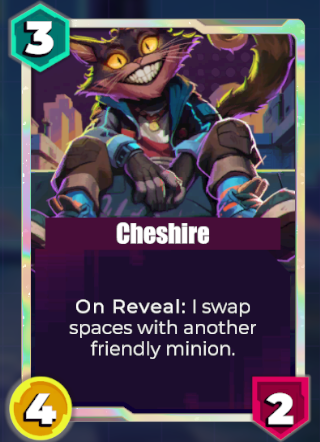 3
Cheshire
On Reveal: I swap
spaces with another
friendly minion.
4
2